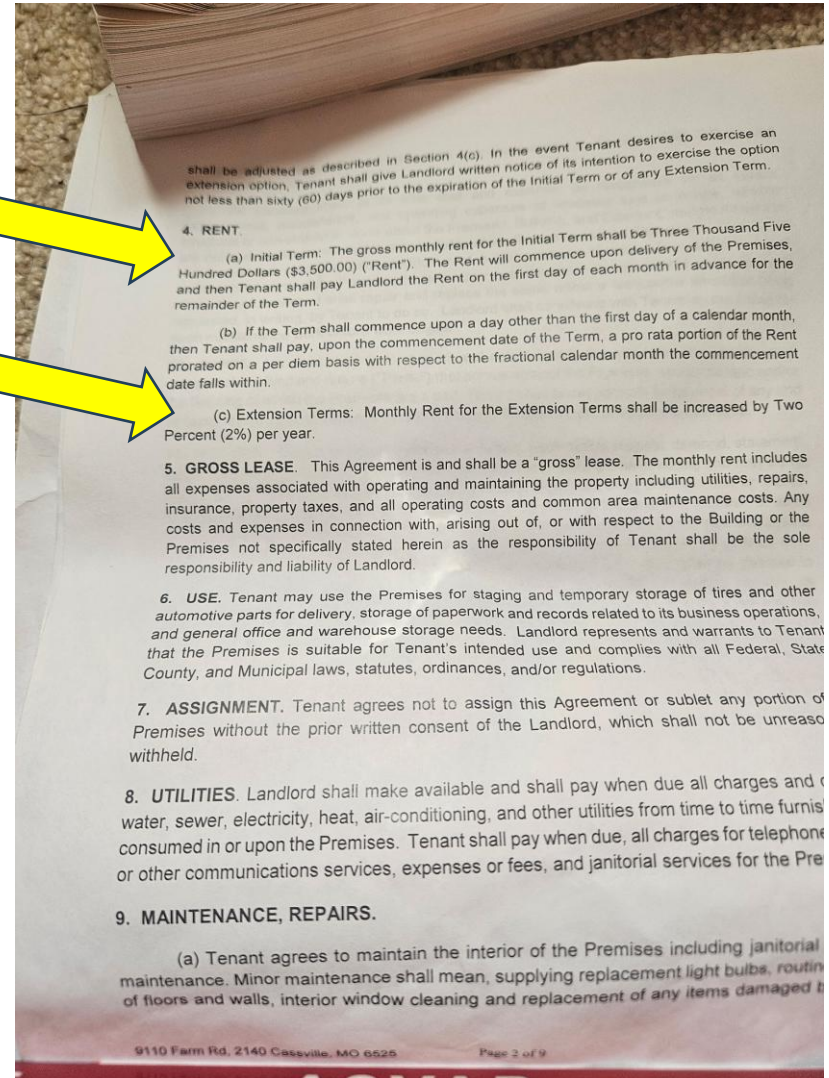 shall be adjusted as described in Section 4(c). In the event Tenant desires to exercise an
extension option, Tenant shall give Landlord written notice of its intention to exercise the option
not less than sixty (60) days prior to the expiration of the Initial Term or of any Extension Term.
4. RENT.
(a) Initial Term: The gross monthly rent for the Initial Term shall be Three Thousand Five
Hundred Dollars ($3,500.00) ("Rent"). The Rent will commence upon delivery of the Premises,
and then Tenant shall pay Landlord the Rent on the first day of each month in advance for the
remainder of the Term.
(b) If the Term shall commence upon a day other than the first day of a calendar month,
then Tenant shall pay, upon the commencement date of the Term, a pro rata portion of the Rent
prorated on a per diem basis with respect to the fractional calendar month the commencement
date falls within.
(c) Extension Terms: Monthly Rent for the Extension Terms shall be increased by Two
Percent (2%) per year.
5. GROSS LEASE. This Agreement is and shall be a "gross" lease. The monthly rent includes
all expenses associated with operating and maintaining the property including utilities, repairs,
insurance, property taxes, and all operating costs and common area maintenance costs. Any
costs and expenses in connection with, arising out of, or with respect to the Building or the
Premises not specifically stated herein as the responsibility of Tenant shall be the sole
responsibility and liability of Landlord.
6. USE. Tenant may use the Premises for staging and temporary storage of tires and other
automotive parts for delivery, storage of paperwork and records related to its business operations,
and general office and warehouse storage needs. Landlord represents and warrants to Tenant
that the Premises is suitable for Tenant's intended use and complies with all Federal, State
County, and Municipal laws, statutes, ordinances, and/or regulations.
7. ASSIGNMENT. Tenant agrees not to assign this Agreement or sublet any portion of
Premises without the prior written consent of the Landlord, which shall not be unreaso
withheld.
8. UTILITIES. Landlord shall make available and shall pay when due all charges and
water, sewer, electricity, heat, air-conditioning, and other utilities from time to time furnis
consumed in or upon the Premises. Tenant shall pay when due, all charges for telephone
or other communications services, expenses or fees, and janitorial services for the Pre
9. MAINTENANCE, REPAIRS.
(a) Tenant agrees to maintain the interior of the Premises including janitorial
maintenance. Minor maintenance shall mean, supplying replacement light bulbs, routin
of floors and walls, interior window cleaning and replacement of any items damaged b
9110 Farm Rd, 2140 Cassville, MO 6525 Page 2 of 9